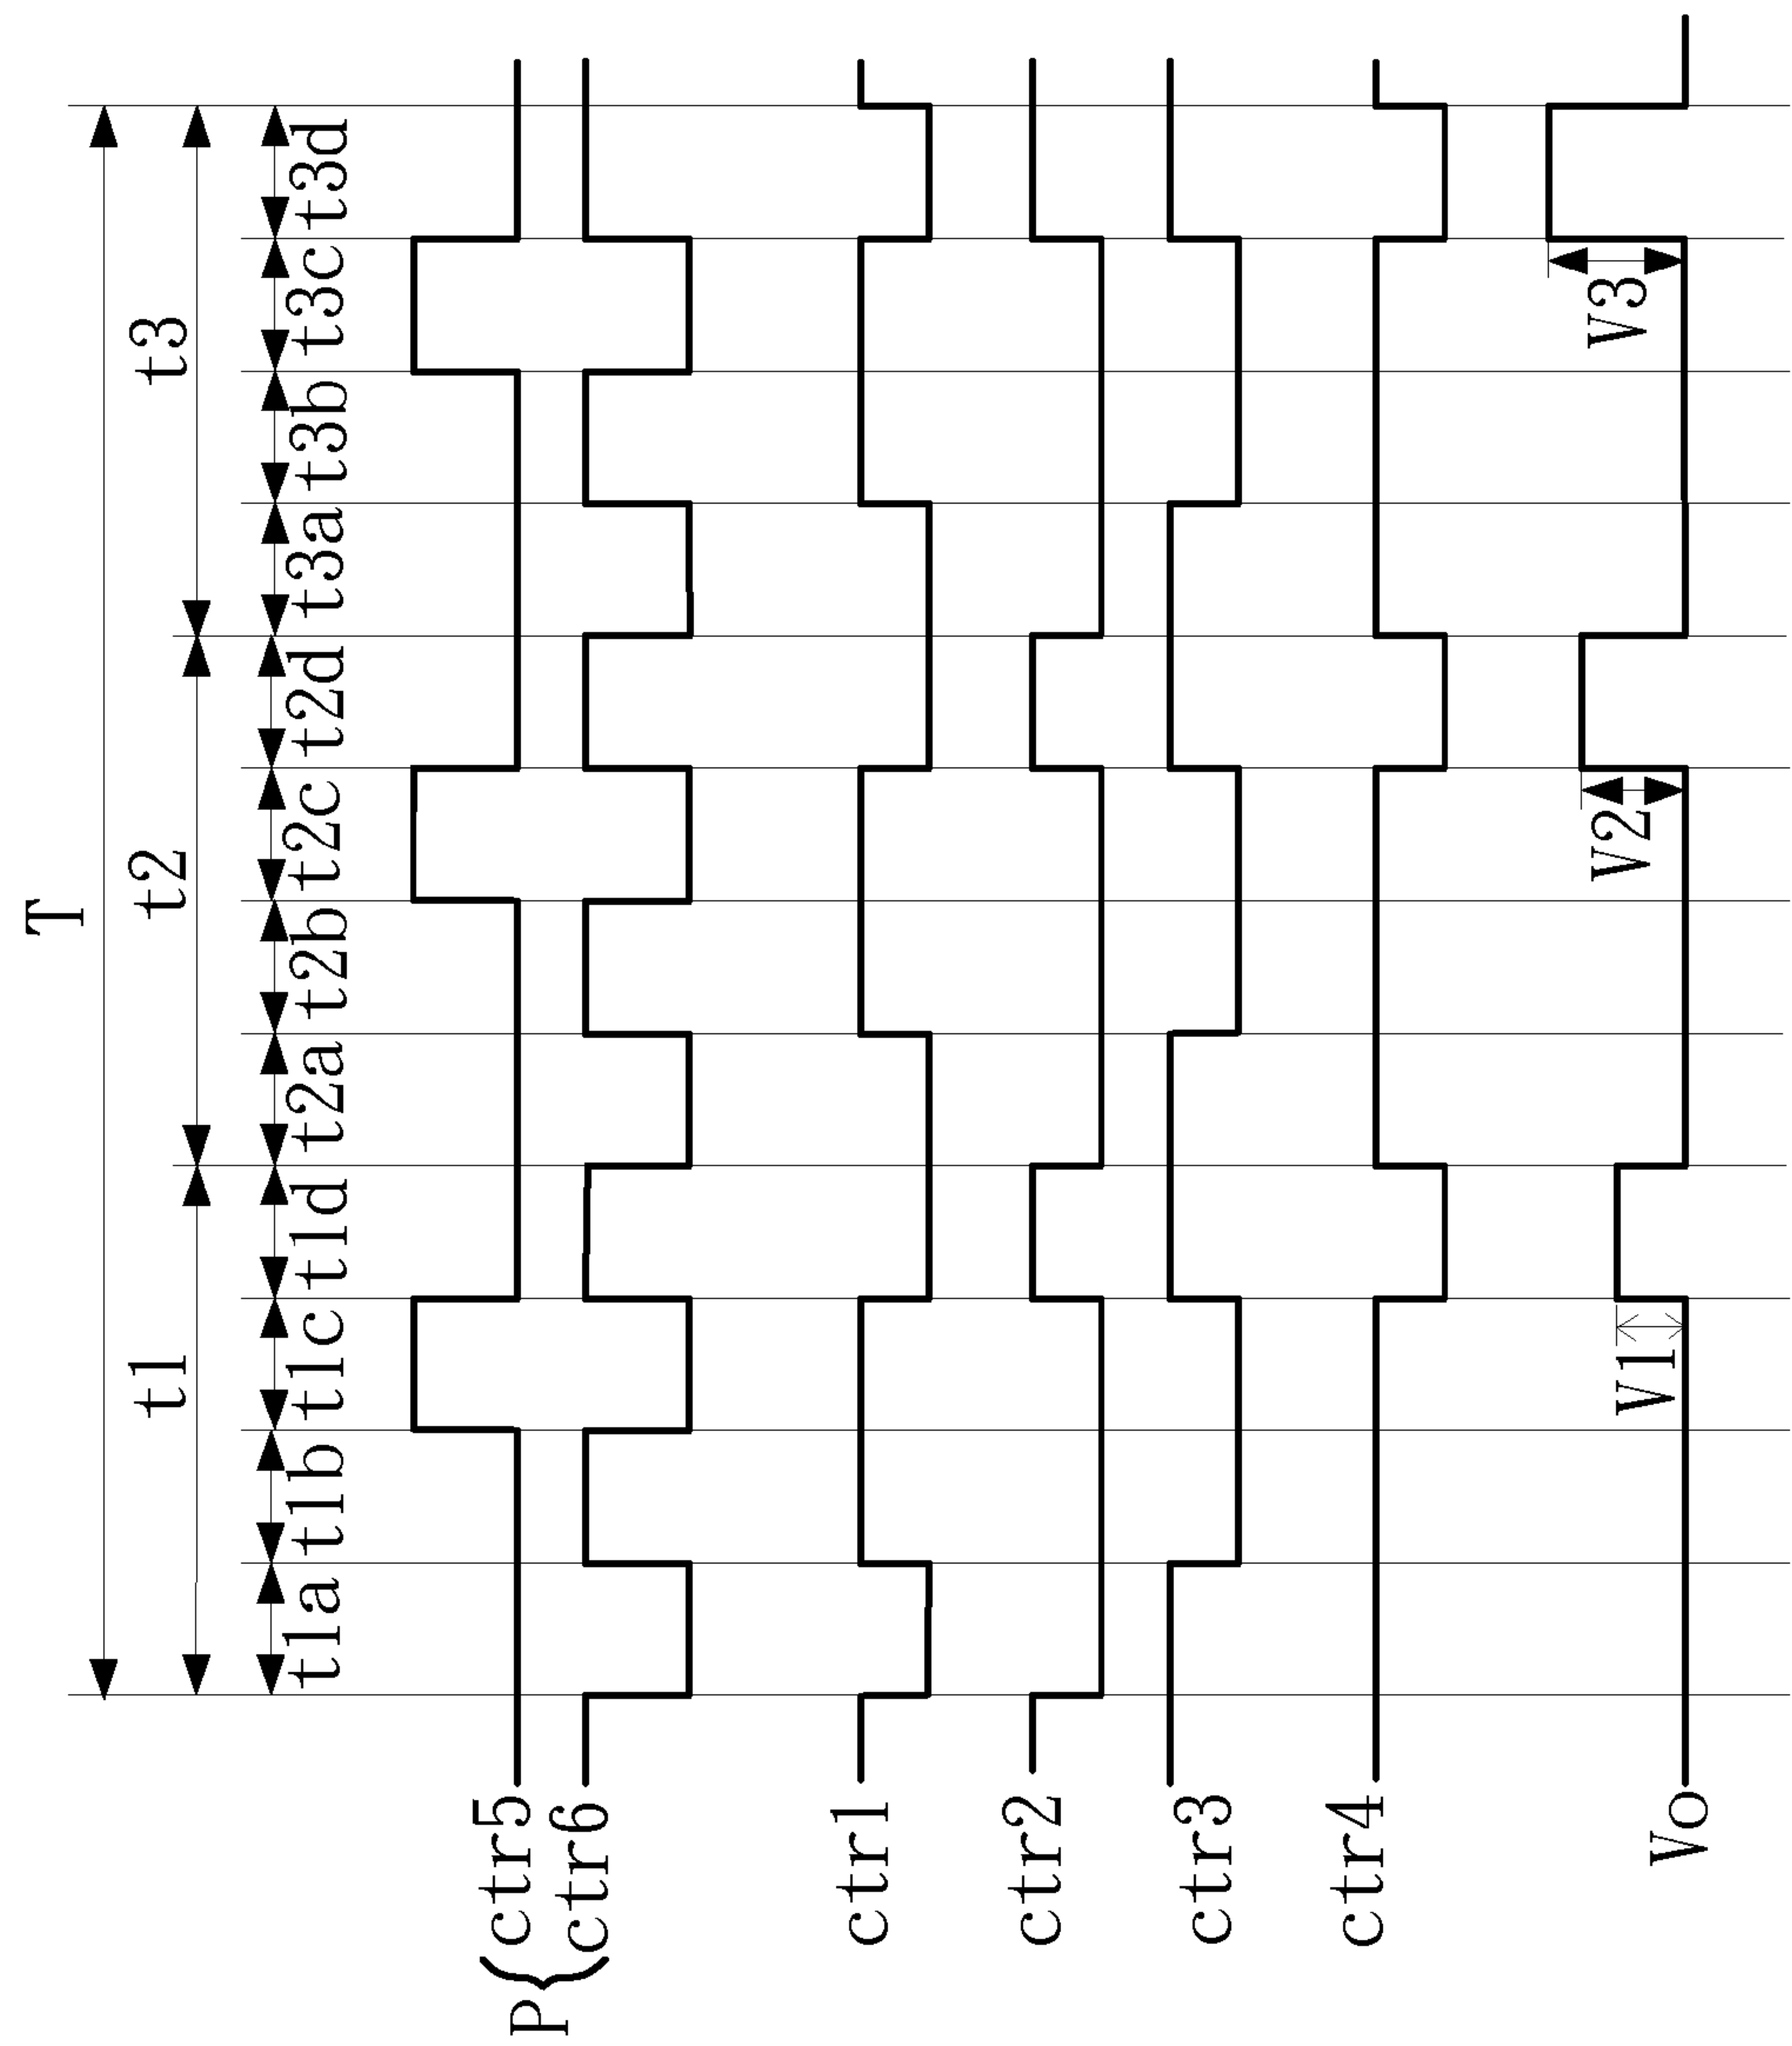 T
t1 t2 t3
t1a t1b t1c t1d t2a t2b t2c t2d t3a t3b t3c t3d
P{ctr5
ctr6
ctr1
ctr2
ctr3
ctr4
V1 V2 V3
Vo